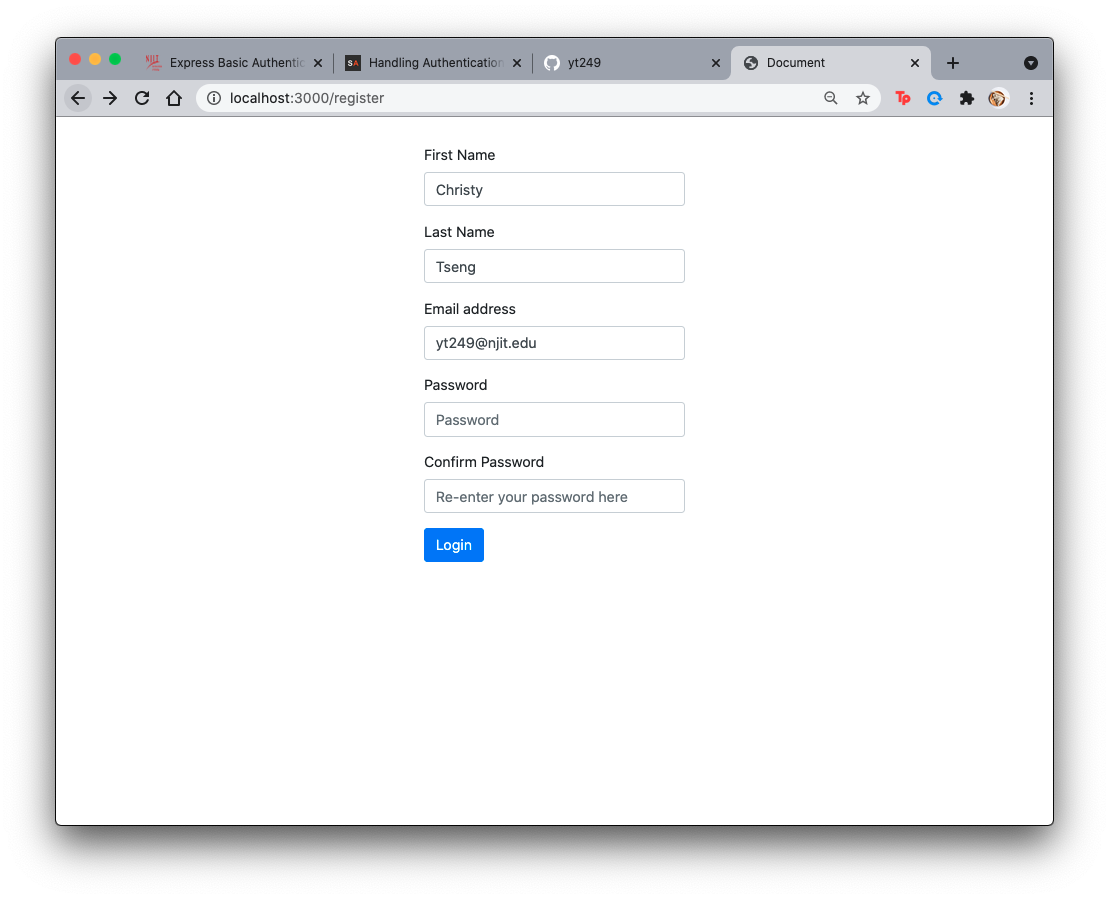 Express Basic Authentic
Handling Authentication
yt249
Document
localhost:3000/register
First Name
Christy
Last Name
Tseng
Email address
yt249@njit.edu
Password
Password
Confirm Password
Re-enter your password here
Login